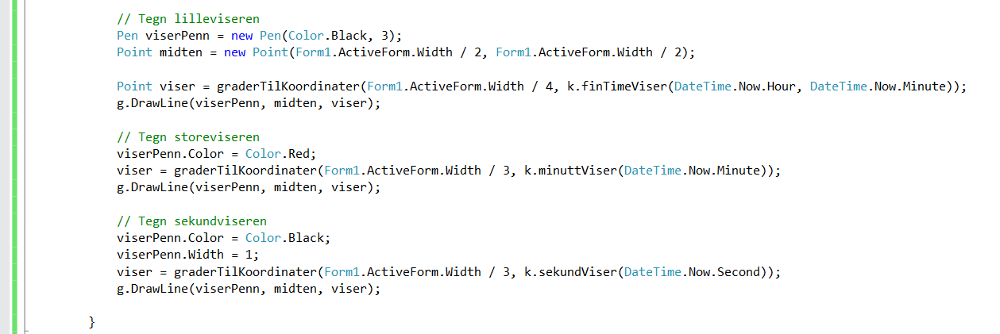 // Tegn lilleviseren
Pen viserPenn = new Pen(Color.Black, 3);
Point midten = new Point(Form1.ActiveForm.Width / 2, Form1.ActiveForm.Width / 2);
Point viser = graderTilKoordinater(Form1.ActiveForm.Width / 4, k.finTimeViser(DateTime.Now.Hour, DateTime.Now.Minute));
g.DrawLine(viserPenn, midten, viser);
// Tegn storeviseren
viserPenn.Color = Color.Red;
viser = graderTilKoordinater(Form1.ActiveForm.Width / 3, k.minuttViser(DateTime.Now.Minute));
g.DrawLine(viserPenn, midten, viser);
// Tegn sekundviseren
viserPenn.Color = Color.Black;
viserPenn.Width = 1;
viser = graderTilKoordinater(Form1.ActiveForm.Width / 3, k.sekundViser(DateTime.Now.Second));
g.DrawLine(viserPenn, midten, viser);
}